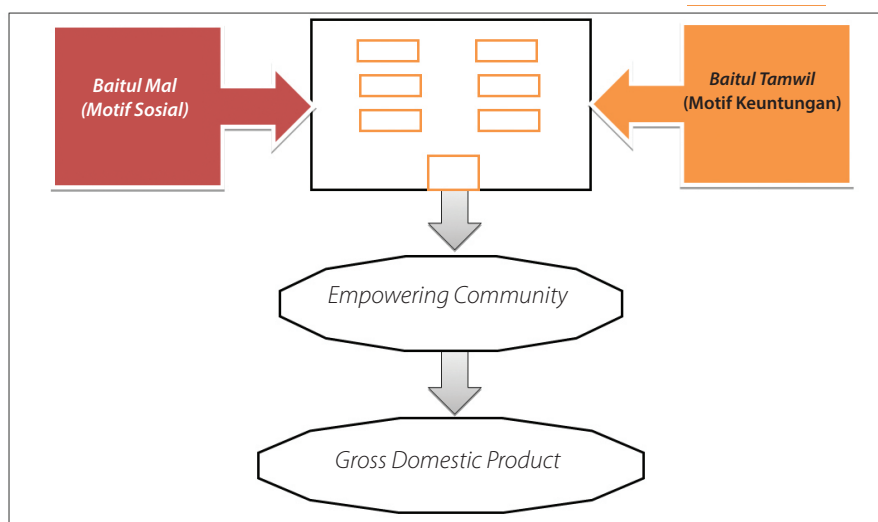 Baitul Mal
(Motif Sosial)
Baitul Tamwil
(Motif Keuntungan)
Empowering Community
Gross Domestic Product